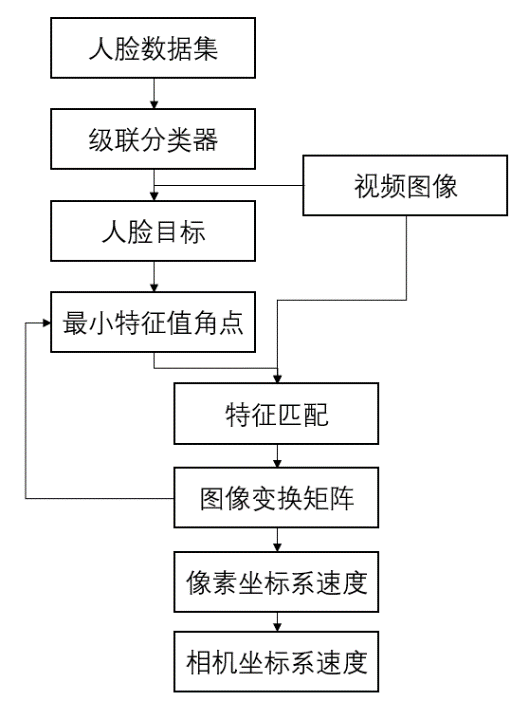 人脸数据集
级联分类器
视频图像
人脸目标
最小特征值角点
特征匹配
图像变换矩阵
像素坐标系速度
相机坐标系速度